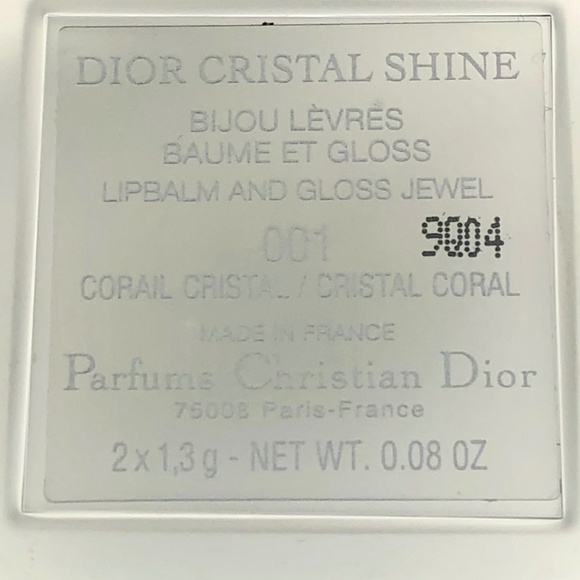 DIOR CRISTAL SHINE
BIJOU LÈVRES
BAUME ET GLOSS
LIPBALM AND GLOSS JEWEL
001 9Q04
CORAIL CRISTAL / CRISTAL CORAL
MADE IN FRANCE
Parfums Christian Dior
75008 Paris-France
2 x 1,3 g - NET WT. 0.08 OZ